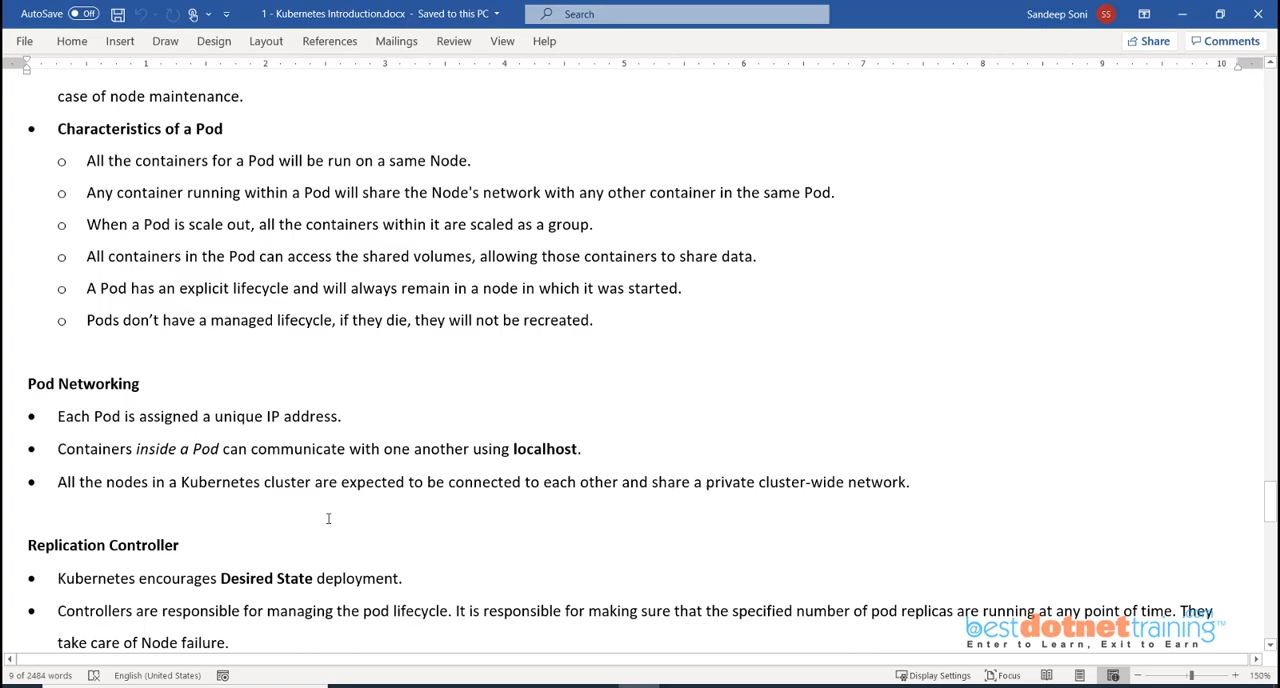 AutoSave Off 1 - Kubernetes Introduction.docx - Saved to this PC Search Sandeep Soni SS
File Home Insert Draw Design Layout References Mailings Review View Help Share Comments
1 2 3 4 5 6 7 8 9 10
case of node maintenance.
• Characteristics of a Pod
o All the containers for a Pod will be run on a same Node.
o Any container running within a Pod will share the Node's network with any other container in the same Pod.
o When a Pod is scale out, all the containers within it are scaled as a group.
o All containers in the Pod can access the shared volumes, allowing those containers to share data.
o A Pod has an explicit lifecycle and will always remain in a node in which it was started.
o Pods don’t have a managed lifecycle, if they die, they will not be recreated.
Pod Networking
• Each Pod is assigned a unique IP address.
• Containers inside a Pod can communicate with one another using localhost.
• All the nodes in a Kubernetes cluster are expected to be connected to each other and share a private cluster-wide network.
Replication Controller
• Kubernetes encourages Desired State deployment.
• Controllers are responsible for managing the pod lifecycle. It is responsible for making sure that the specified number of pod replicas are running at any point of time. They
take care of Node failure.
bestdotnettraining.com™
Enter to Learn, Exit to Earn
9 of 2484 words English (United States) Display Settings Focus 150%